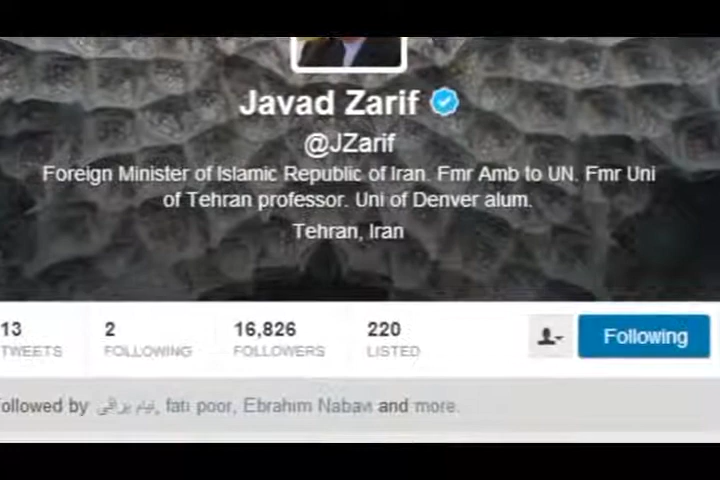 Javad Zarif
@JZarif
Foreign Minister of Islamic Republic of Iran. Fmr Amb to UN. Fmr Uni
of Tehran professor. Uni of Denver alum.
Tehran, Iran
13 2 16,826 220
TWEETS FOLLOWING FOLLOWERS LISTED
Following
ollowed by fati poor, Ebrahim Nabavi and more.